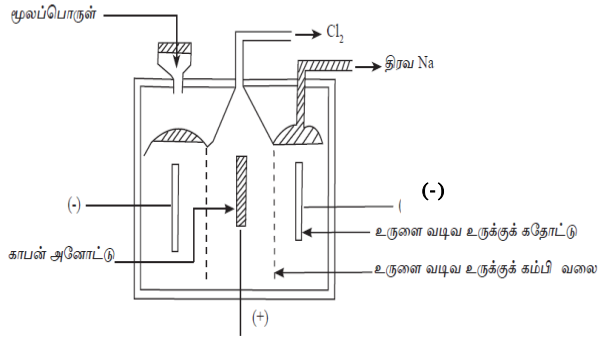 மூலப்பொருள்
Cl2
திரவ Na
(-)
(-)
(
உருளை வடிவ உருக்குக் கதோட்டு
காபன் அனோட்டு
உருளை வடிவ உருக்குக் கம்பி வலை
(+)